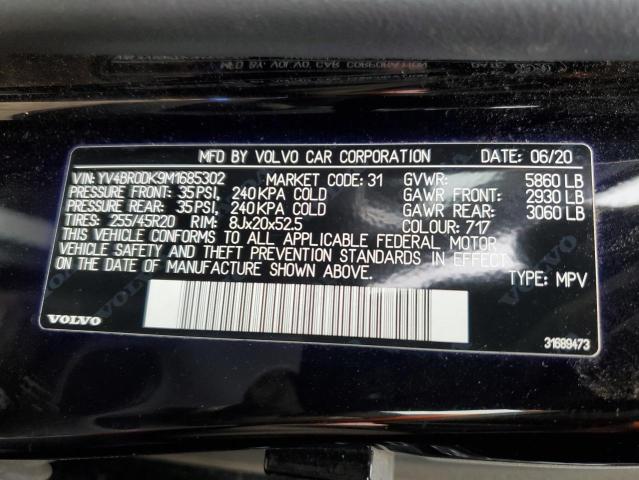 MFD BY VOLVO CAR CORPORATION DATE: 06/20
VIN: YV4BR0DK9M1685302 MARKET CODE: 31 GVWR: 5860 LB
PRESSURE FRONT: 35 PSI, 240 KPA COLD GAWR FRONT: 2930 LB
PRESSURE REAR: 35 PSI, 240 KPA COLD GAWR REAR: 3060 LB
TIRES: 255/45R20 RIM: 8Jx20x52.5 COLOUR: 717
THIS VEHICLE CONFORMS TO ALL APPLICABLE FEDERAL MOTOR
VEHICLE SAFETY AND THEFT PREVENTION STANDARDS IN EFFECT
ON THE DATE OF MANUFACTURE SHOWN ABOVE.
TYPE: MPV
VOLVO
31689473